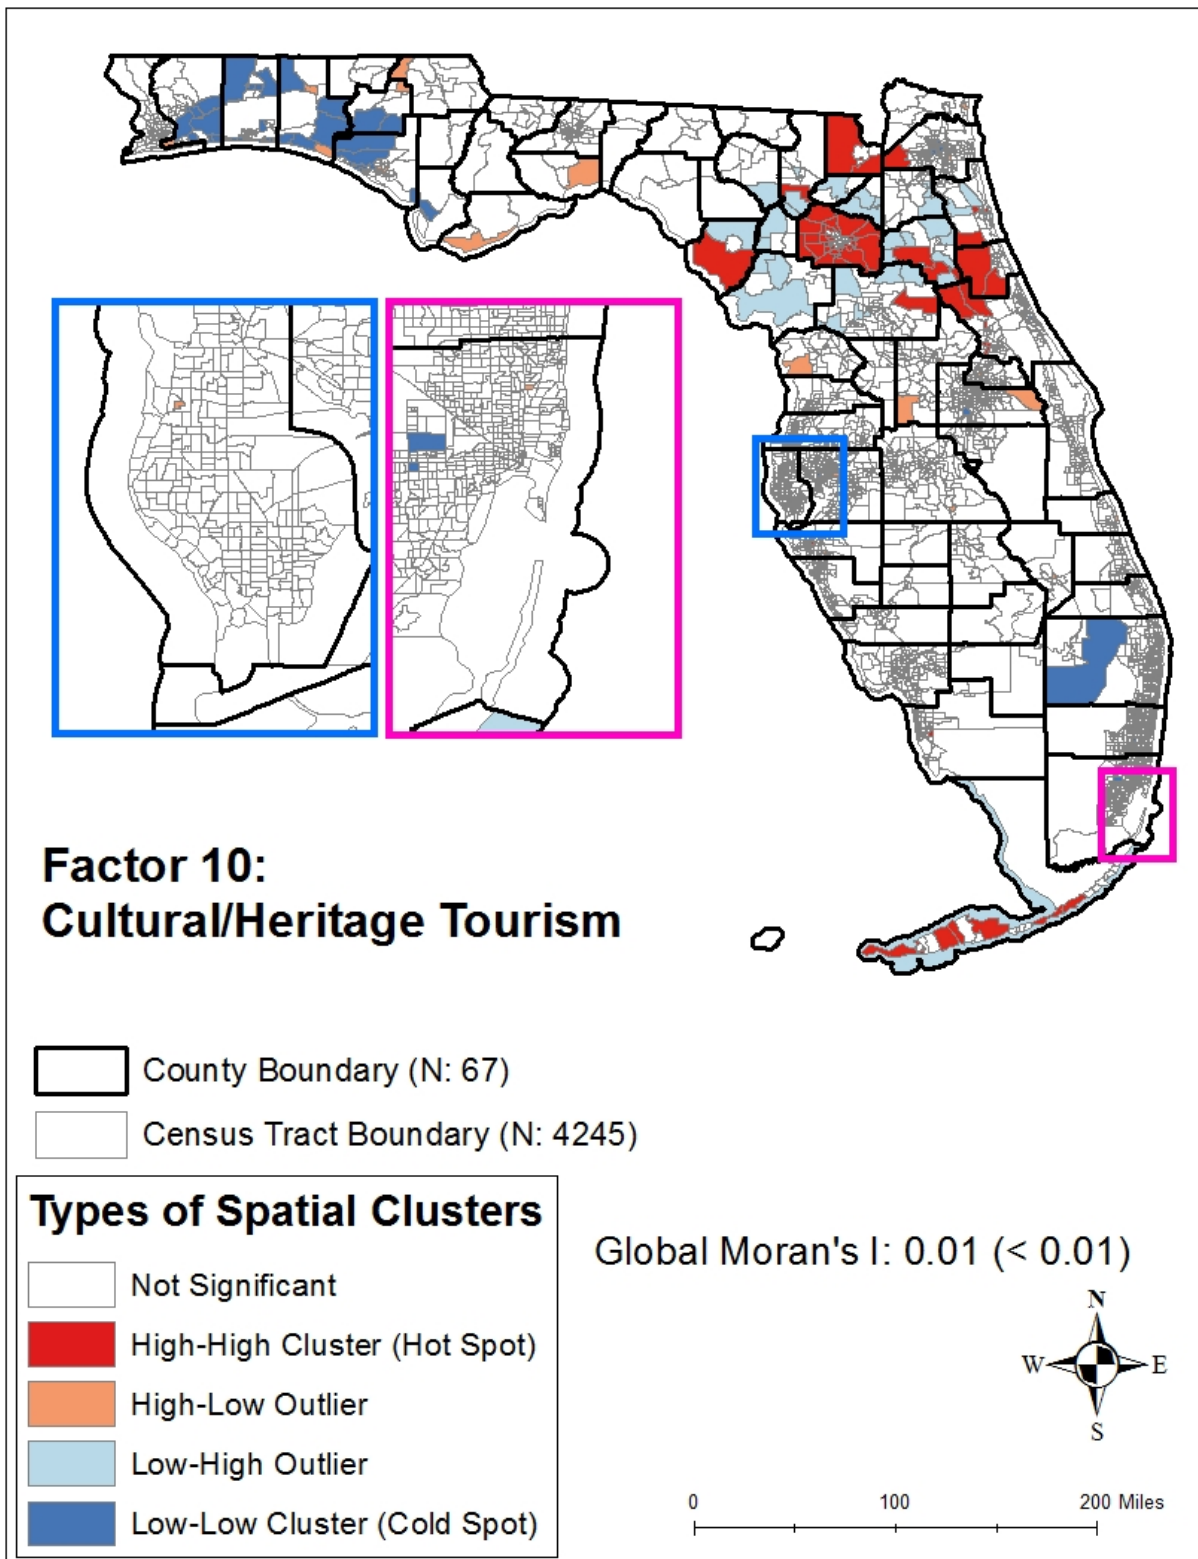 Factor 10:
Cultural/Heritage Tourism
County Boundary (N: 67)
Census Tract Boundary (N: 4245)
Types of Spatial Clusters
Not Significant
High-High Cluster (Hot Spot)
High-Low Outlier
Low-High Outlier
Low-Low Cluster (Cold Spot)
Global Moran's I: 0.01 (< 0.01)
N
W E
S
0 100 200 Miles